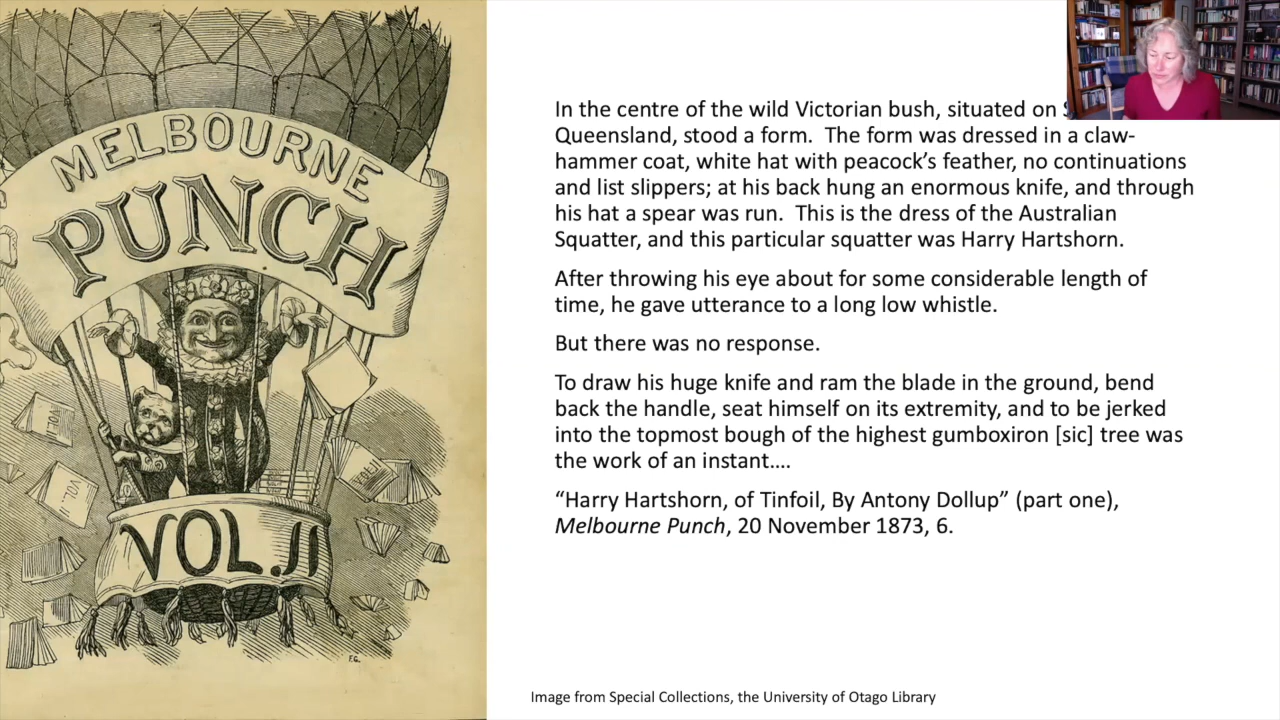 MELBOURNE
PUNCH
VOL. II
VOL. II
VOL. II
VOL. II
F.G.
In the centre of the wild Victorian bush, situated on
Queensland, stood a form. The form was dressed in a claw-
hammer coat, white hat with peacock’s feather, no continuations
and list slippers; at his back hung an enormous knife, and through
his hat a spear was run. This is the dress of the Australian
Squatter, and this particular squatter was Harry Hartshorn.
After throwing his eye about for some considerable length of
time, he gave utterance to a long low whistle.
But there was no response.
To draw his huge knife and ram the blade in the ground, bend
back the handle, seat himself on its extremity, and to be jerked
into the topmost bough of the highest gumboxiron [sic] tree was
the work of an instant....
“Harry Hartshorn, of Tinfoil, By Antony Dollup” (part one),
Melbourne Punch, 20 November 1873, 6.
Image from Special Collections, the University of Otago Library